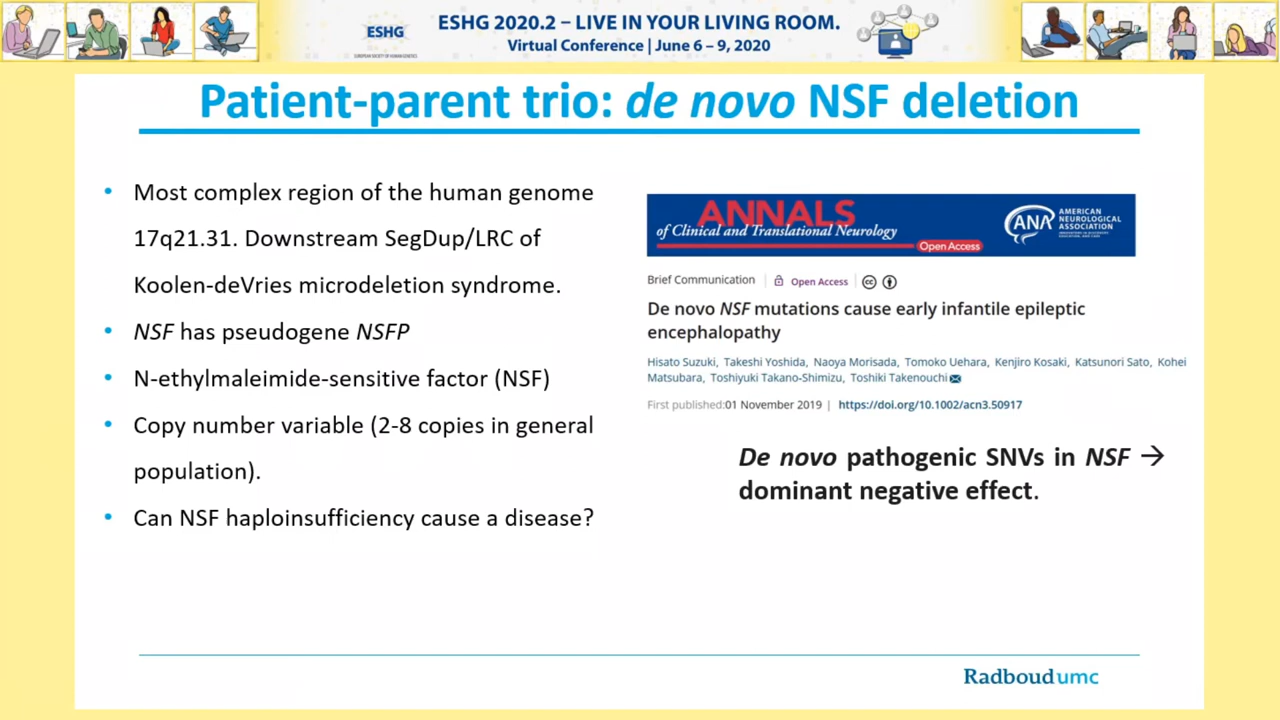 ESHG
EUROPEAN SOCIETY OF HUMAN GENETICS
ESHG 2020.2 – LIVE IN YOUR LIVING ROOM.
Virtual Conference | June 6 – 9, 2020
Patient-parent trio: de novo NSF deletion
• Most complex region of the human genome
17q21.31. Downstream SegDup/LRC of
Koolen-deVries microdeletion syndrome.
• NSF has pseudogene NSFP
• N-ethylmaleimide-sensitive factor (NSF)
• Copy number variable (2-8 copies in general
population).
• Can NSF haploinsufficiency cause a disease?
ANNALS
of Clinical and Translational Neurology
Open Access
ANA
AMERICAN
NEUROLOGICAL
ASSOCIATION
Brief Communication | Open Access
De novo NSF mutations cause early infantile epileptic
encephalopathy
Hisato Suzuki, Takeshi Yoshida, Naoya Morisada, Tomoko Uehara, Kenjiro Kosaki, Katsunori Sato, Kohei
Matsubara, Toshiyuki Takano-Shimizu, Toshiki Takenouchi
First published:01 November 2019 | https://doi.org/10.1002/acn3.50917
De novo pathogenic SNVs in NSF →
dominant negative effect.
Radboudumc